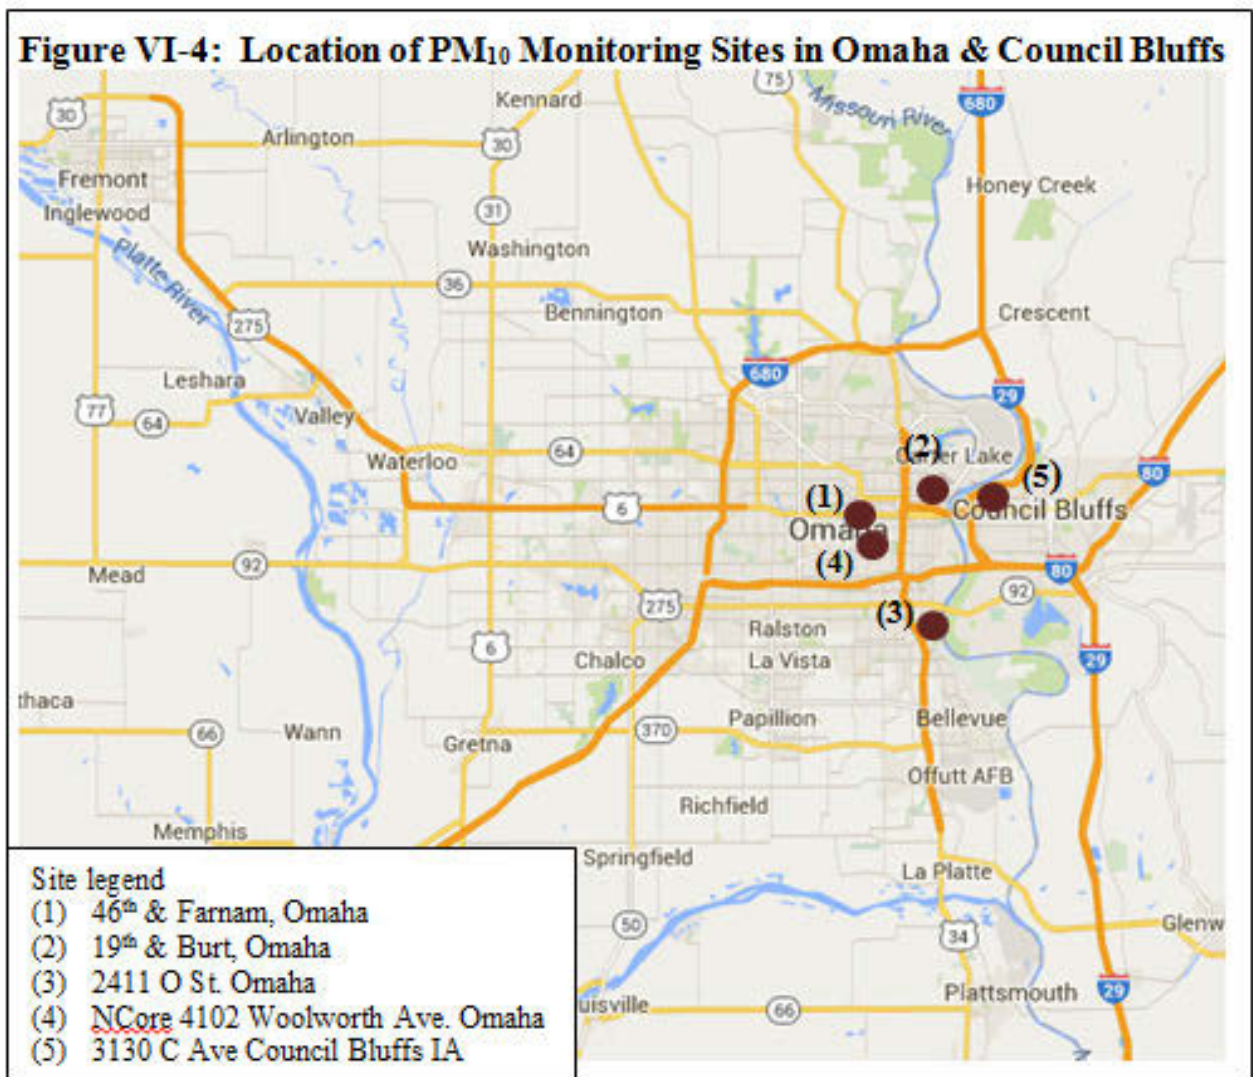 Figure VI-4: Location of PM10 Monitoring Sites in Omaha & Council Bluffs
75
Kennard
680
30
Missouri River
Arlington
30
Fremont
Honey Creek
Inglewood
31
Washington
Platte River
36
Bennington
Crescent
275
680
Leshara
29
77
64
Valley
(2)
64
Waterloo
Carter Lake
80
(5)
(1)
6
Council Bluffs
Omaha
(4)
92
80
Mead
92
275
(3)
Ralston
6
Chalco
La Vista
29
thaca
Papillion
Bellevue
66
Wann
370
Gretna
Offutt AFB
Richfield
Memphis
Springfield
La Platte
50
Glenw
34
Plattsmouth
29
uisville
66
Site legend
(1) 46th & Farnam, Omaha
(2) 19th & Burt, Omaha
(3) 2411 O St. Omaha
(4) NCore 4102 Woolworth Ave. Omaha
(5) 3130 C Ave Council Bluffs IA